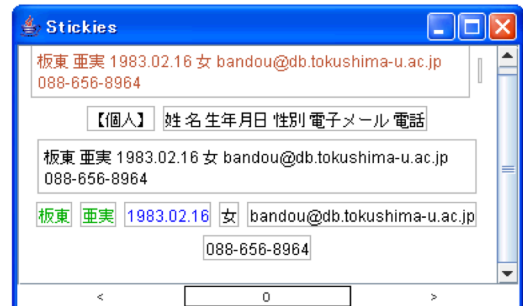 Stickies
板東 亜実 1983.02.16 女 bandou@db.tokushima-u.ac.jp
088-656-8964
【個人】 姓 名 生年月日 性別 電子メール 電話
板東 亜実 1983.02.16 女 bandou@db.tokushima-u.ac.jp
088-656-8964
板東 亜実 1983.02.16 女 bandou@db.tokushima-u.ac.jp
088-656-8964
< 0 >